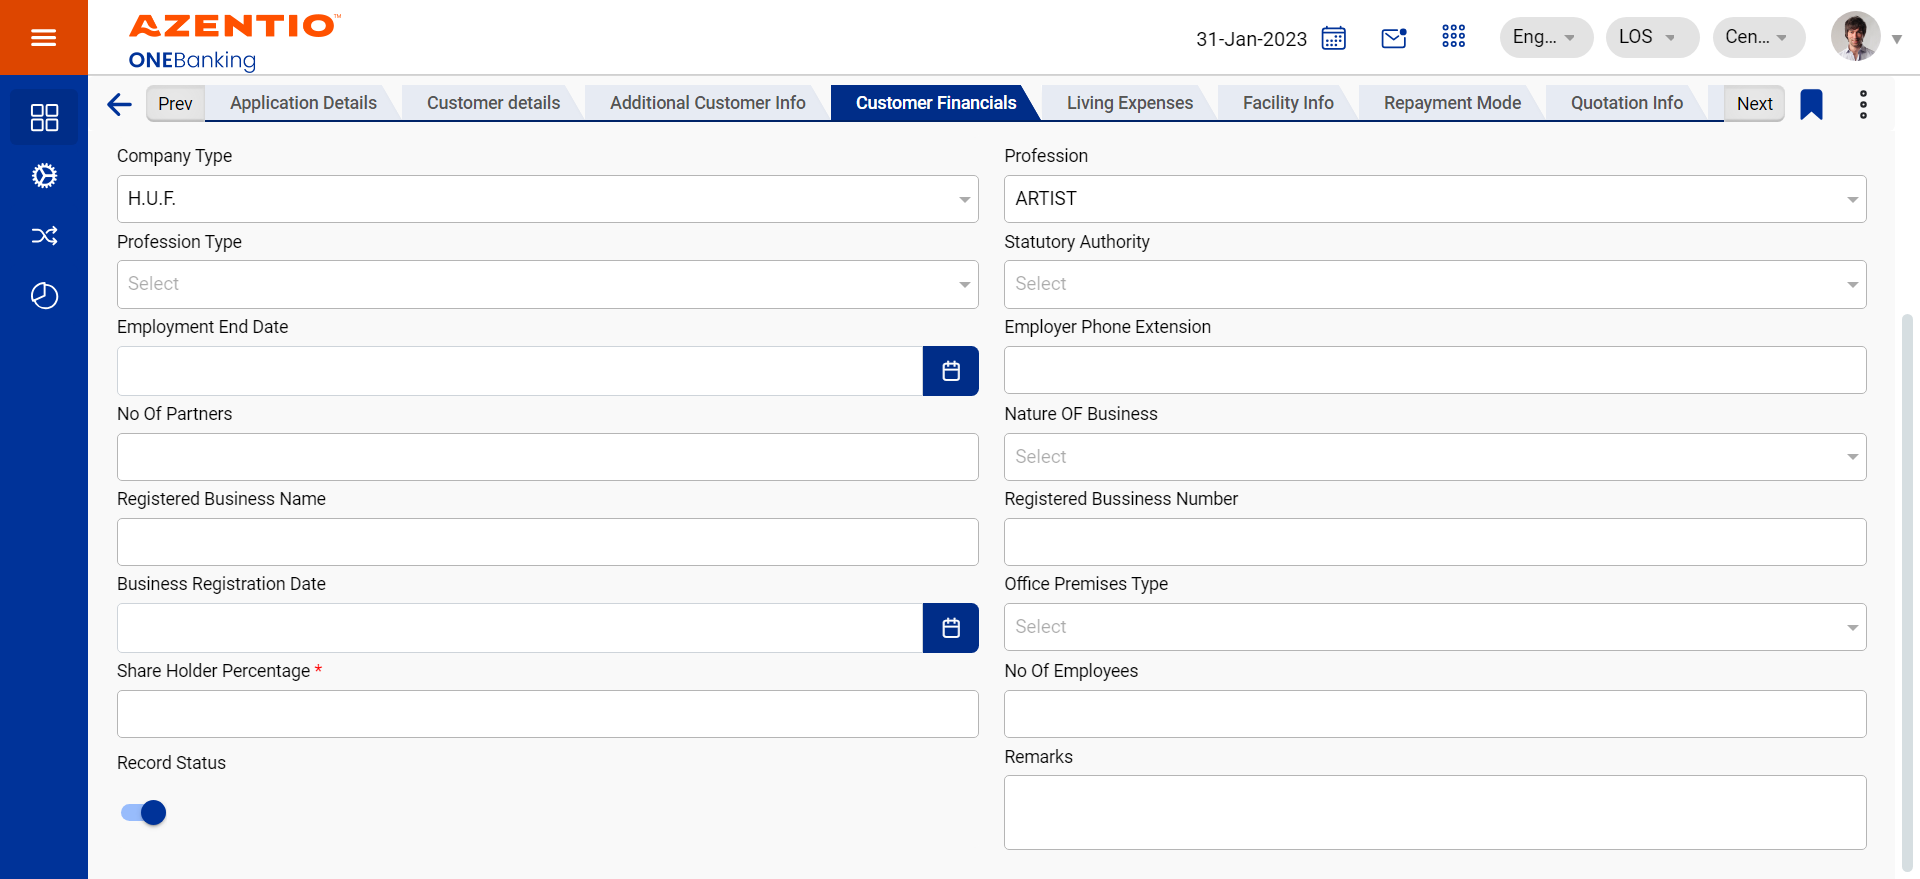 AZENTIO™
ONEBanking
31-Jan-2023
Eng...
LOS
Cen...
Prev
Application Details
Customer details
Additional Customer Info
Customer Financials
Living Expenses
Facility Info
Repayment Mode
Quotation Info
Next
Company Type
Profession
H.U.F.
ARTIST
Profession Type
Statutory Authority
Select
Select
Employment End Date
Employer Phone Extension
No Of Partners
Nature OF Business
Select
Registered Business Name
Registered Bussiness Number
Business Registration Date
Office Premises Type
Select
Share Holder Percentage *
No Of Employees
Record Status
Remarks